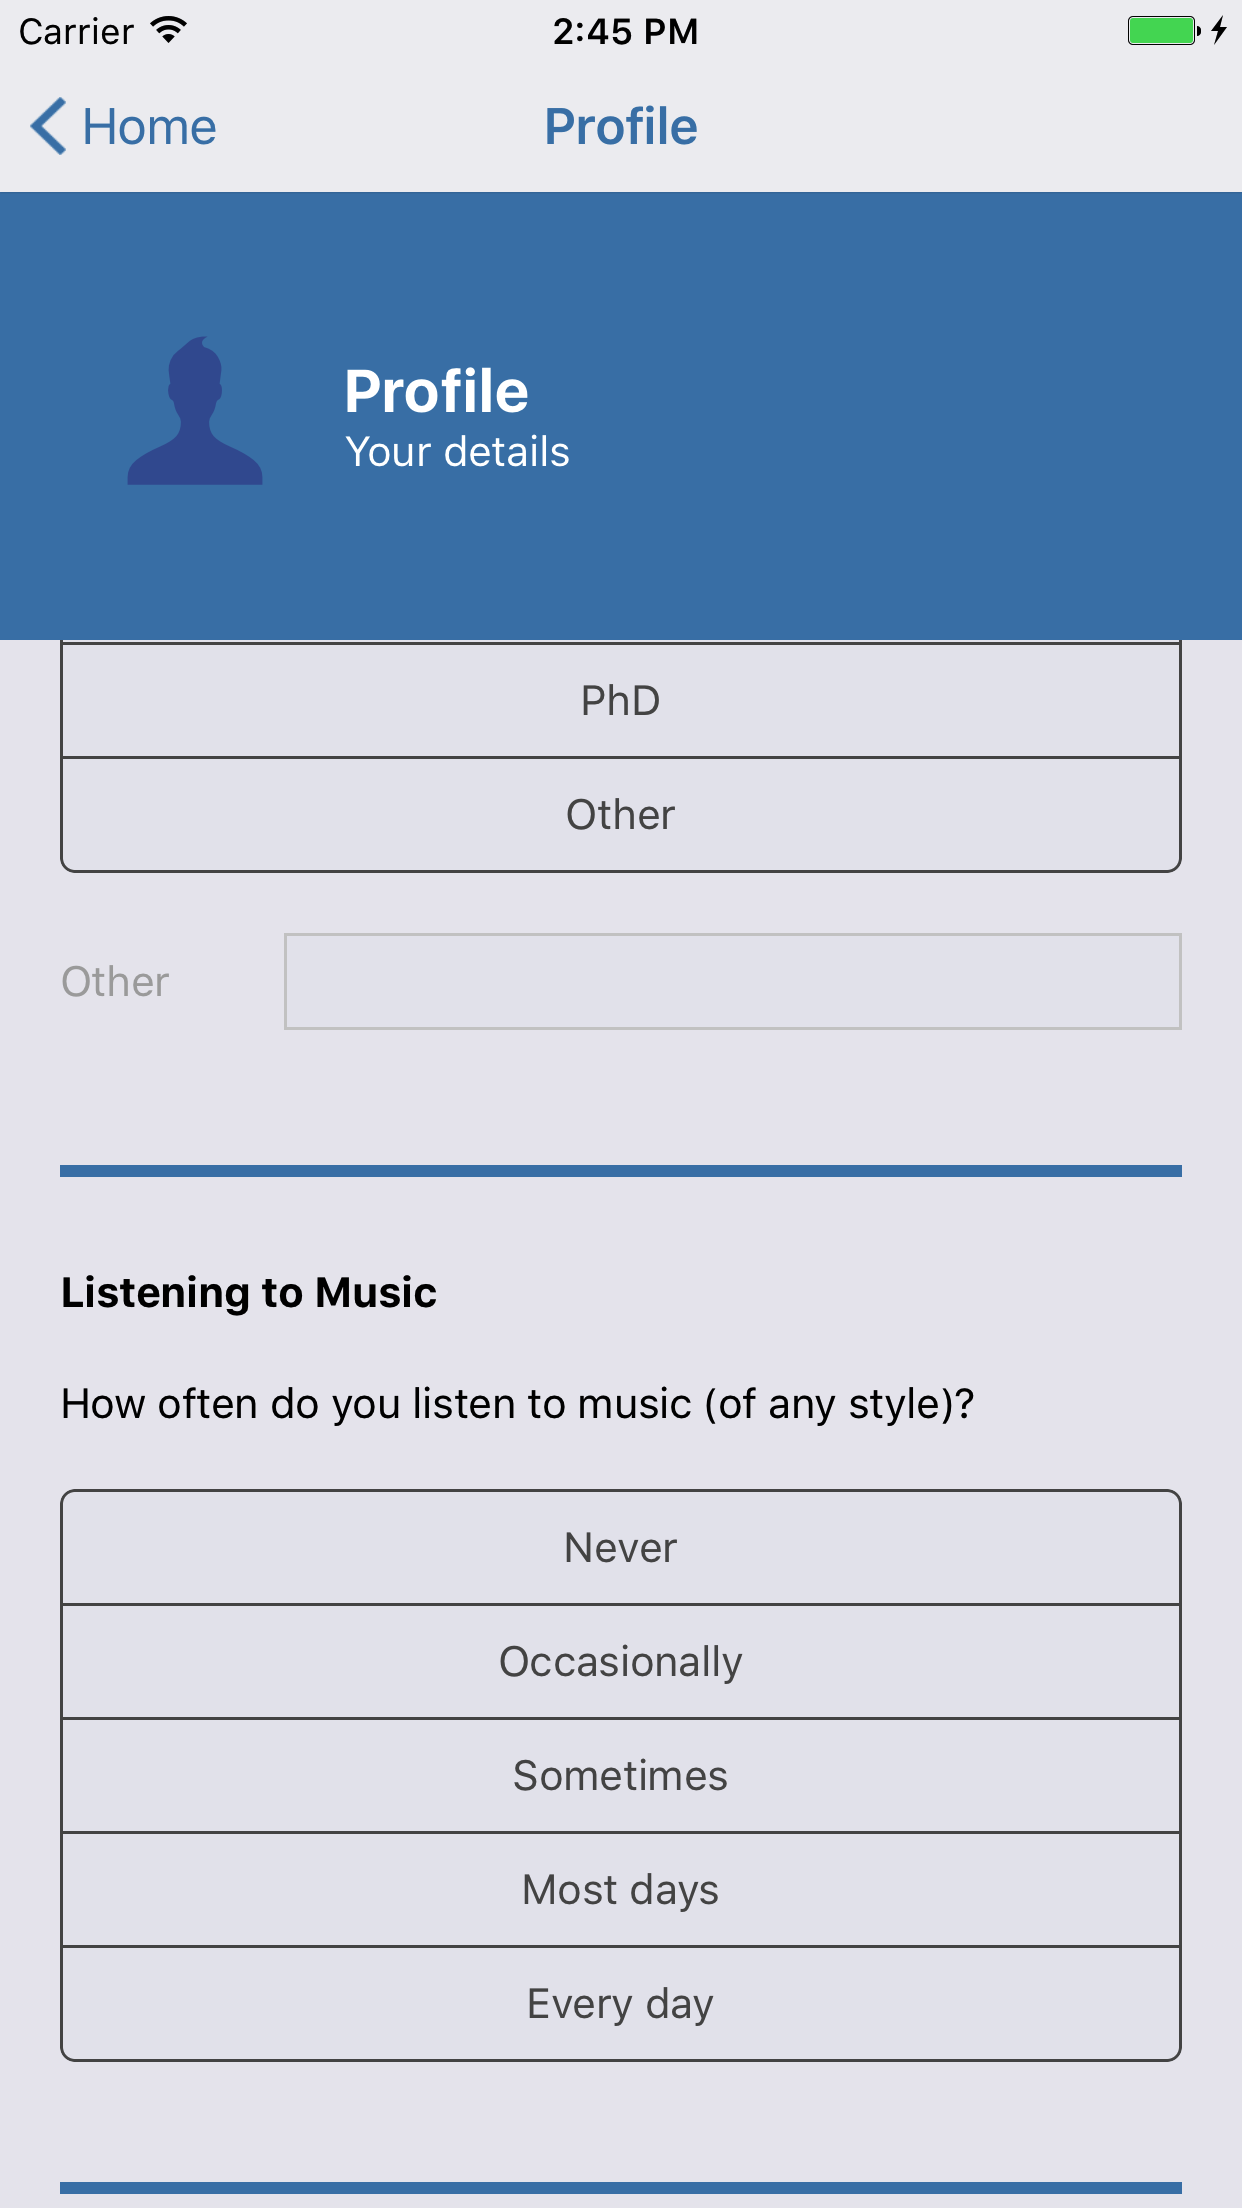 Carrier 2:45 PM
Home Profile
Profile
Your details
PhD
Other
Other
Listening to Music
How often do you listen to music (of any style)?
Never
Occasionally
Sometimes
Most days
Every day